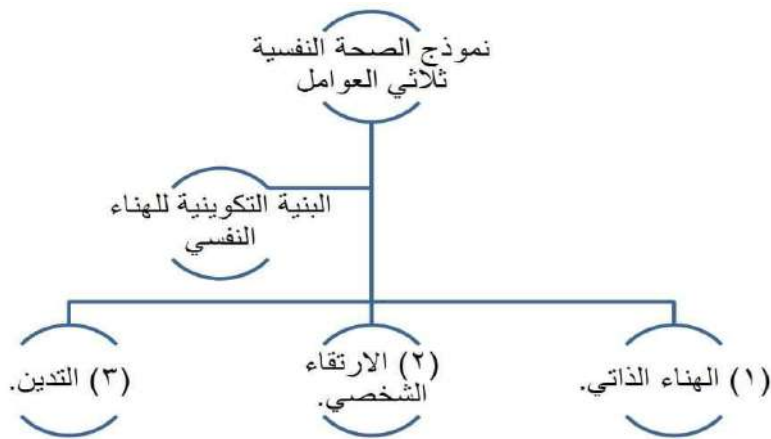 نموذج الصحة النفسية
ثلاثي العوامل
البنية التكوينية للهناء
النفسي
(١) الهناء الذاتي.
(٢) الارتقاء
الشخصي.
(٣) التدين.